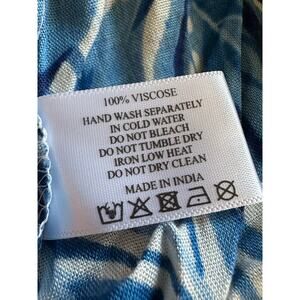 100% VISCOSE
HAND WASH SEPARATELY
IN COLD WATER
DO NOT BLEACH
DO NOT TUMBLE DRY
IRON LOW HEAT
DO NOT DRY CLEAN
MADE IN INDIA